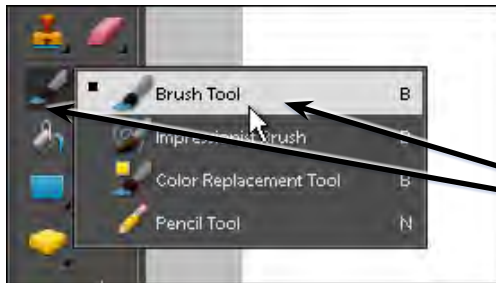 Brush Tool B
Impressionist Brush
Color Replacement Tool B
Pencil Tool N